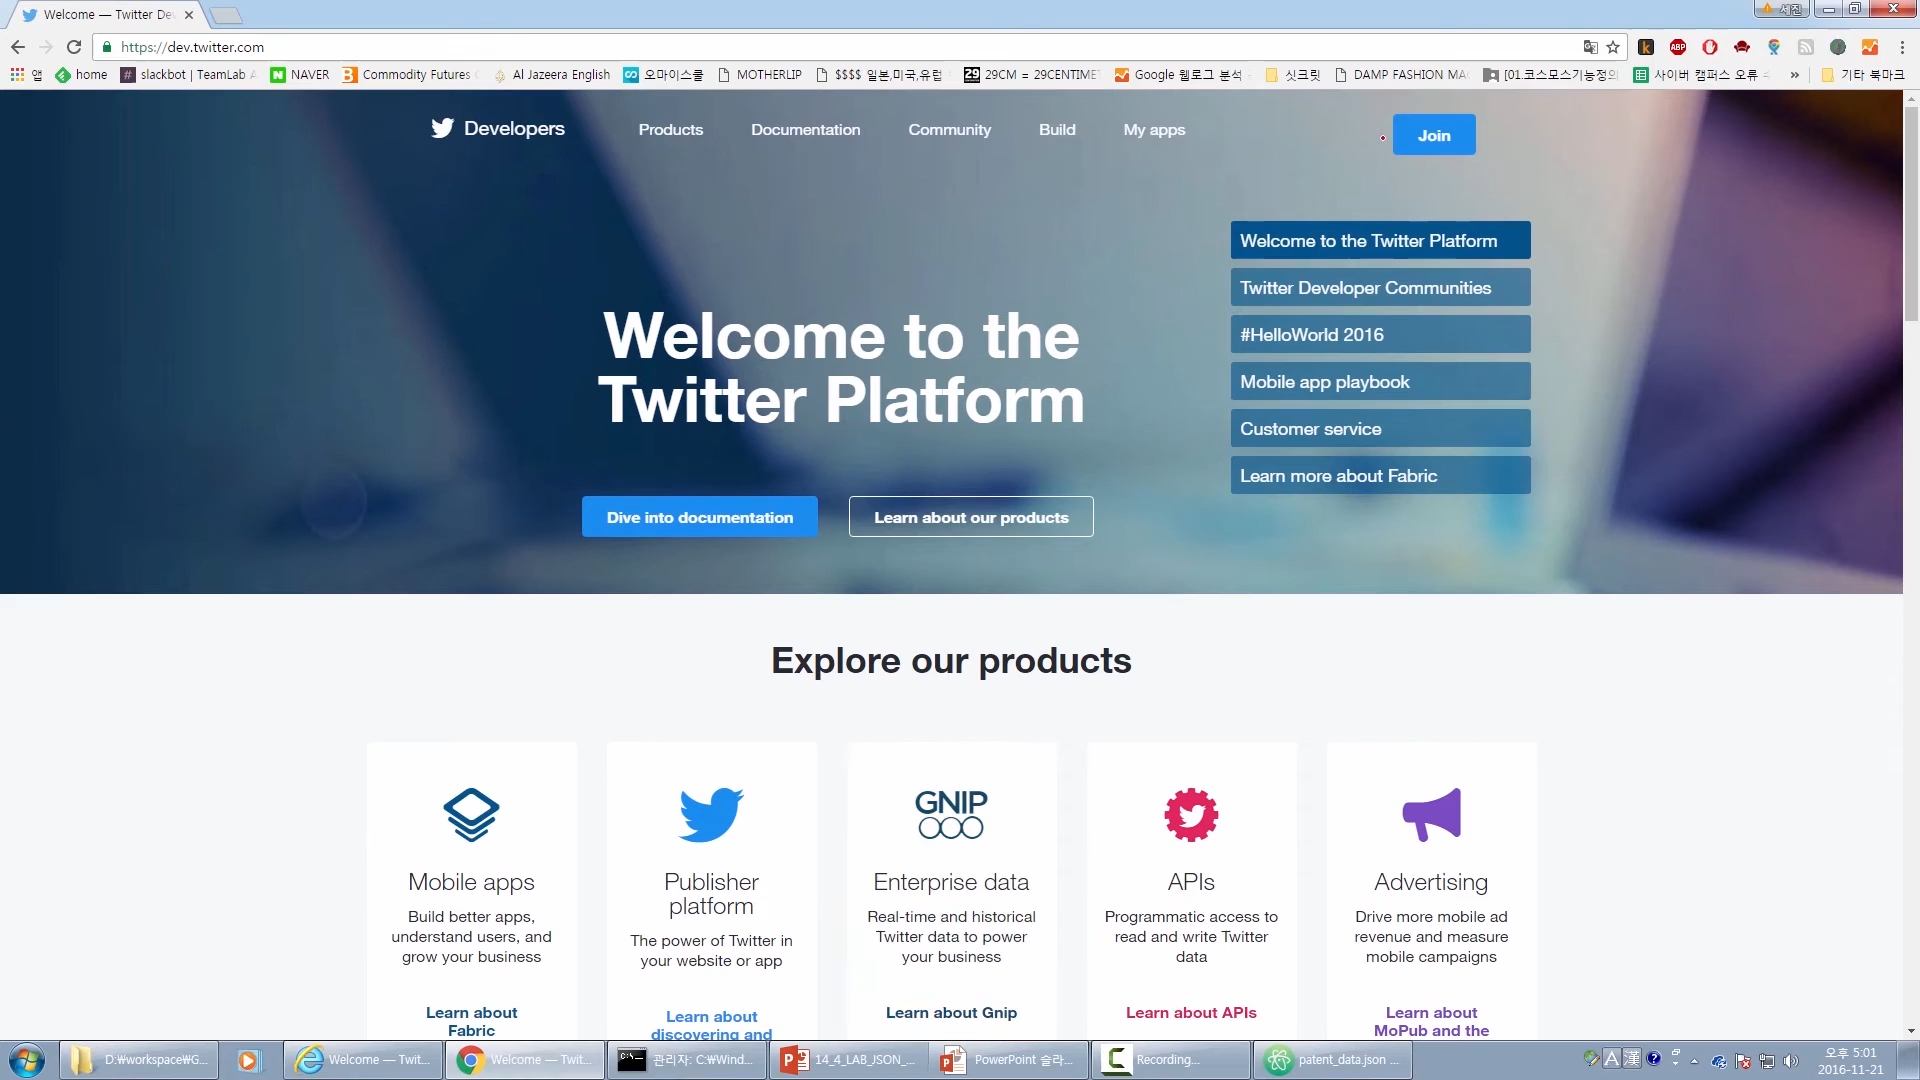 Welcome — Twitter De
세진
https://dev.twitter.com
앱 home slackbot | TeamLab NAVER Commodity Futures Al Jazeera English 오마이스쿨 MOTHERLIP $$$$ 일본,미국,유럽 29CM = 29CENTIMET Google 웹로그 분석 싯크릿 DAMP FASHION MA [01.코스모스기능정의 사이버 캠퍼스 오류 » 기타 북마크
Developers Products Documentation Community Build My apps Join
Welcome to the Twitter Platform
Twitter Developer Communities
#HelloWorld 2016
Mobile app playbook
Customer service
Learn more about Fabric
Welcome to the
Twitter Platform
Dive into documentation Learn about our products
Explore our products
Mobile apps
Build better apps,
understand users, and
grow your business
Learn about
Fabric
Publisher
platform
The power of Twitter in
your website or app
Learn about
discovering and
GNIP
Enterprise data
Real-time and historical
Twitter data to power
your business
Learn about Gnip
APIs
Programmatic access to
read and write Twitter
data
Learn about APIs
Advertising
Drive more mobile ad
revenue and measure
mobile campaigns
Learn about
MoPub and the
D:₩workspace₩G... Welcome — Twit... Welcome — Twit... 관리자: C:₩Wind... 14_4_LAB_JSON_... PowerPoint 슬라... Recording... patent_data.json ... A 漢
오후 5:01
2016-11-21